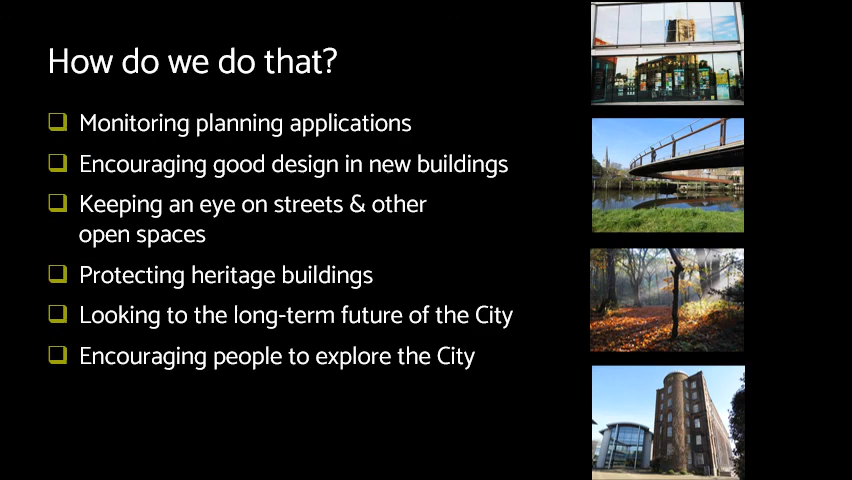 How do we do that?
Monitoring planning applications
Encouraging good design in new buildings
Keeping an eye on streets & other
open spaces
Protecting heritage buildings
Looking to the long-term future of the City
Encouraging people to explore the City